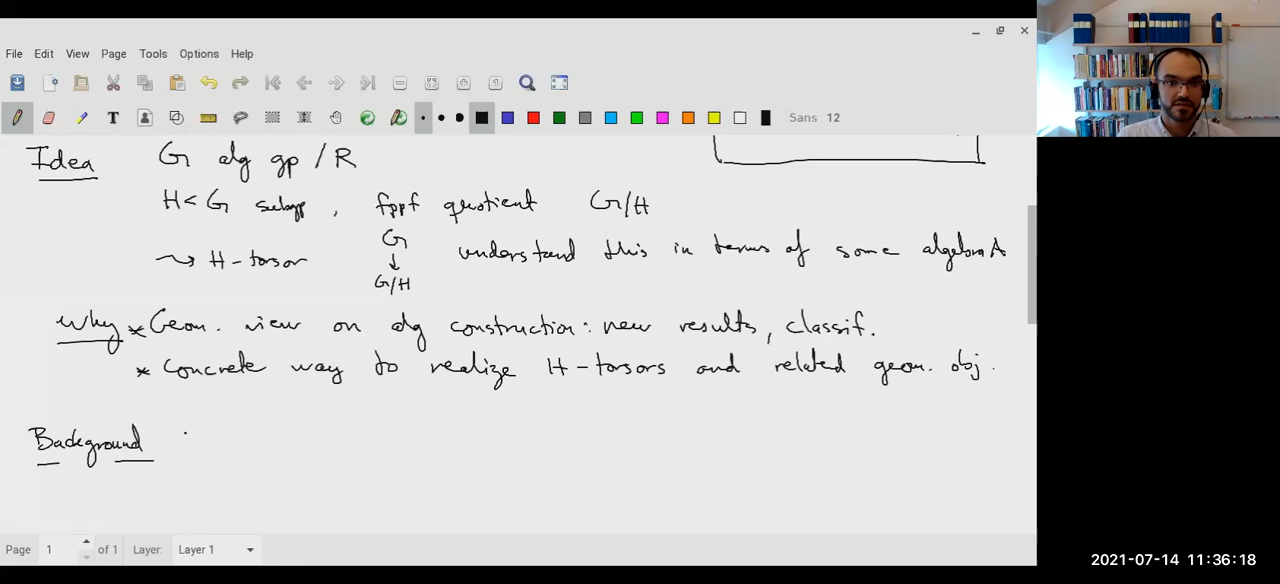 File Edit View Page Tools Options Help
Sans 12
Idea G alg gp / R
H < G subgp, fppf quotient G/H
⤳ H-torsor G ↓ G/H understand this in terms of some algebra A
Why * Geom. view on alg construction: new results, classif.
* Concrete way to realize H-torsors and related geom. obj.
Background
Page 1 of 1 Layer: Layer 1
2021-07-14 11:36:18